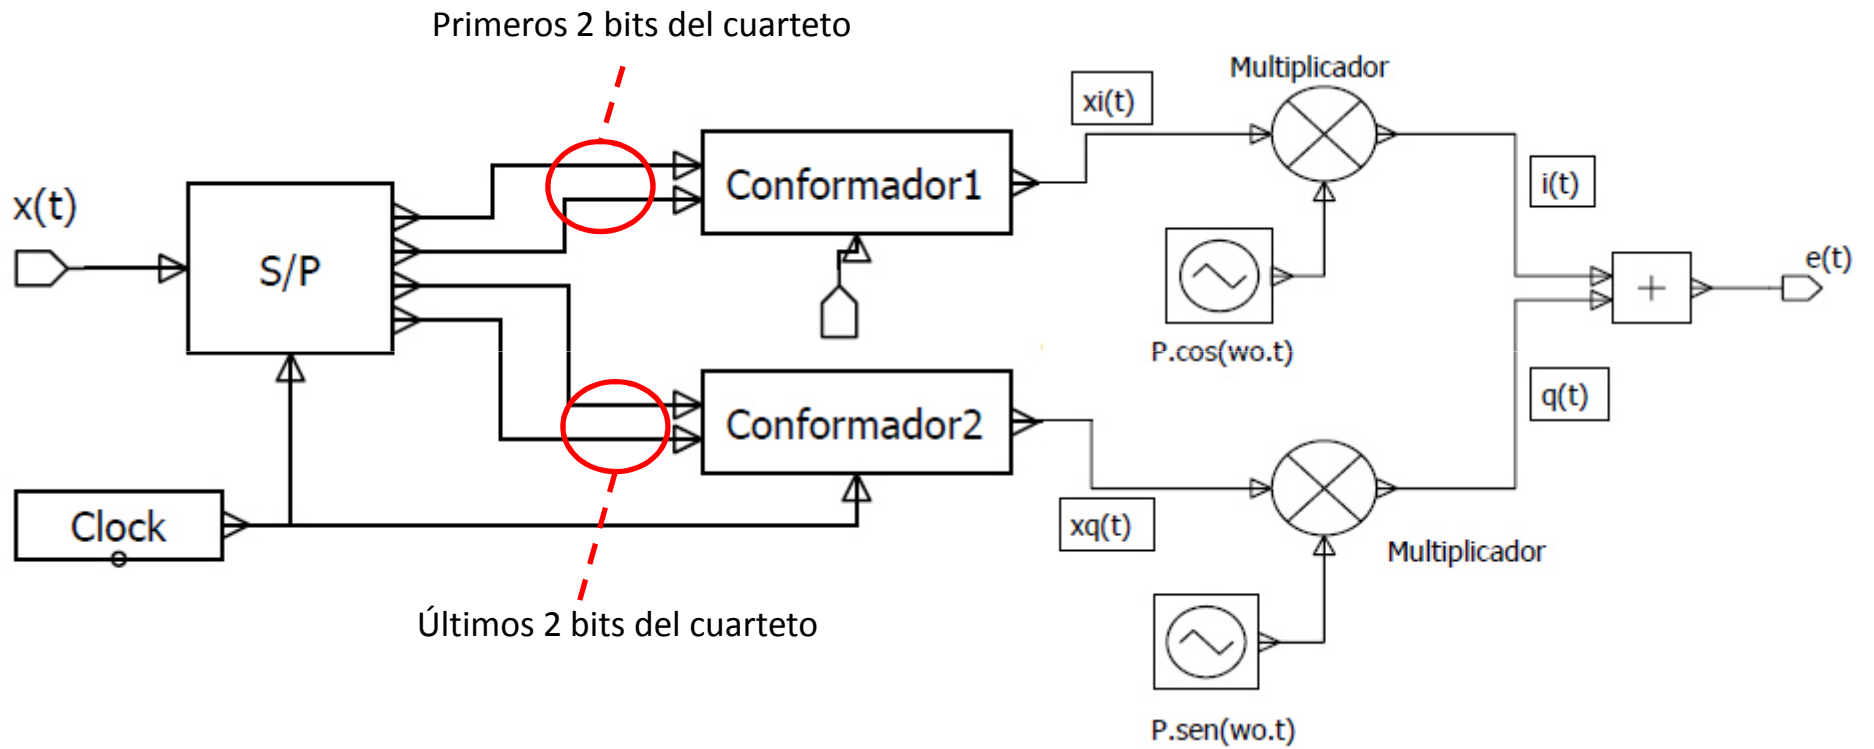 Primeros 2 bits del cuarteto
Multiplicador
xi(t)
Conformador1
x(t)
i(t)
S/P
e(t)
+
P.cos(wo.t)
q(t)
Conformador2
Clock
xq(t)
Multiplicador
Últimos 2 bits del cuarteto
P.sen(wo.t)